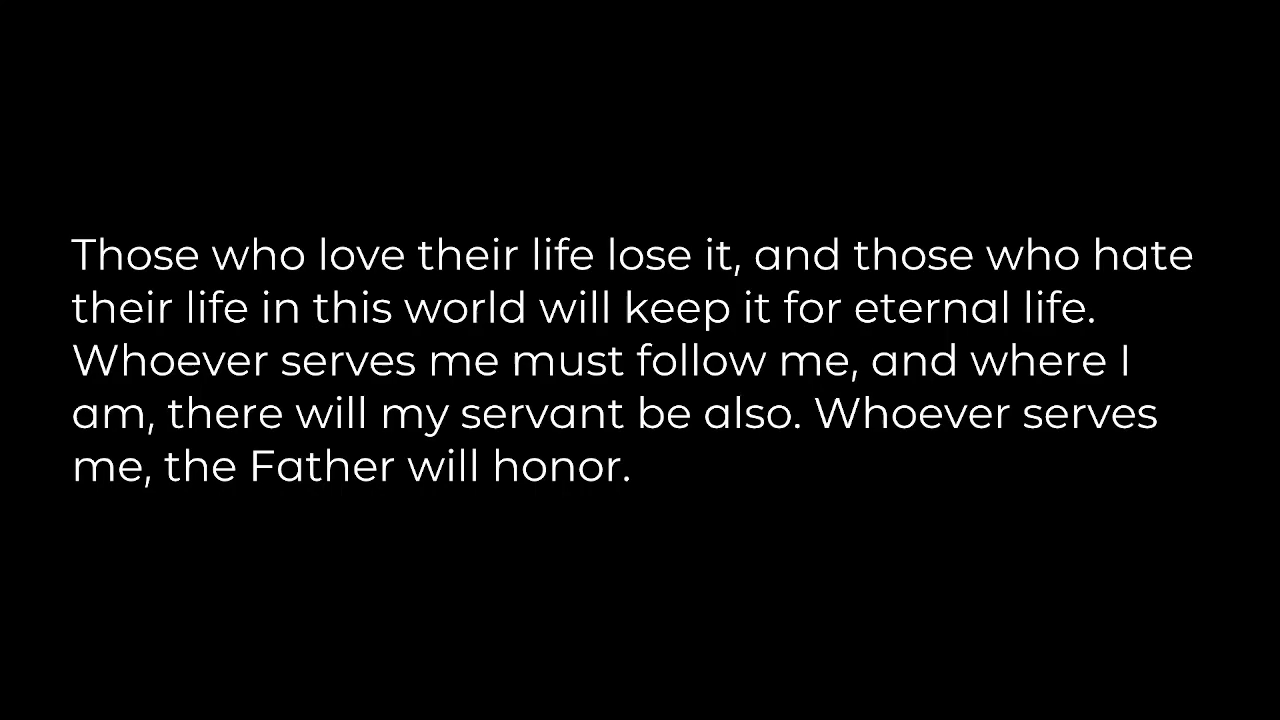 Those who love their life lose it, and those who hate
their life in this world will keep it for eternal life.
Whoever serves me must follow me, and where I
am, there will my servant be also. Whoever serves
me, the Father will honor.